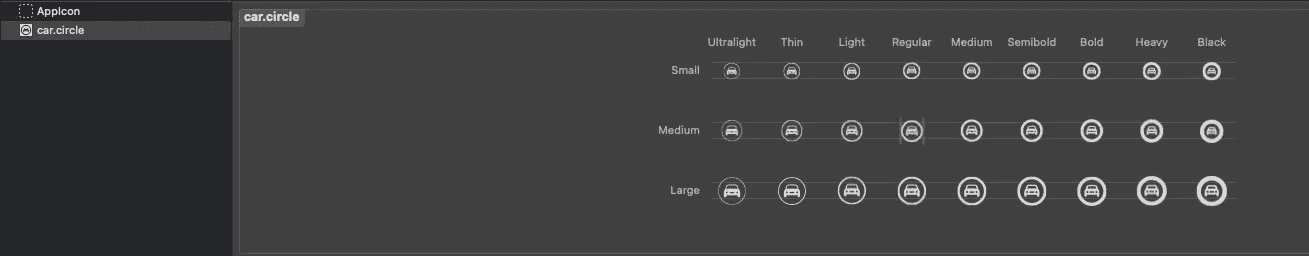 AppIcon
car.circle
car.circle
Ultralight Thin Light Regular Medium Semibold Bold Heavy Black
Small
Medium
Large